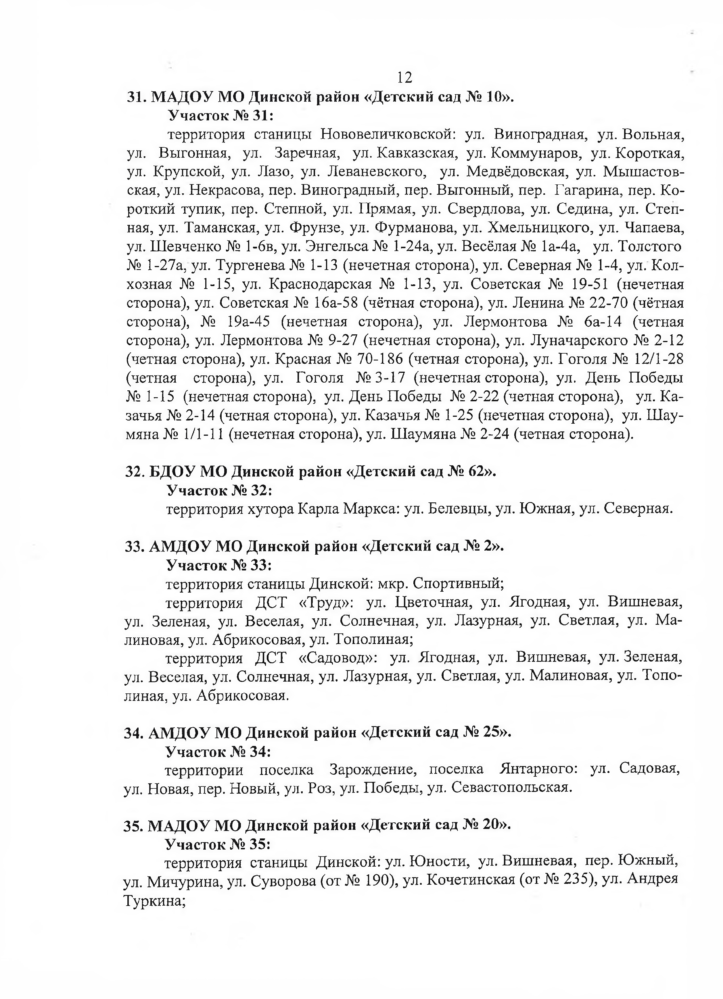 12
31. МАДОУ МО Динской район «Детский сад № 10».
Участок № 31:
территория станицы Нововеличковской: ул. Виноградная, ул. Вольная,
ул. Выгонная, ул. Заречная, ул. Кавказская, ул. Коммунаров, ул. Короткая,
ул. Крупской, ул. Лазо, ул. Леваневского, ул. Медвёдовская, ул. Мышастов-
ская, ул. Некрасова, пер. Виноградный, пер. Выгонный, пер. Гагарина, пер. Ко-
роткий тупик, пер. Степной, ул. Прямая, ул. Свердлова, ул. Седина, ул. Степ-
ная, ул. Таманская, ул. Фрунзе, ул. Фурманова, ул. Хмельницкого, ул. Чапаева,
ул. Шевченко № 1-6в, ул. Энгельса № 1-24а, ул. Весёлая № 1а-4а, ул. Толстого
№ 1-27а, ул. Тургенева № 1-13 (нечетная сторона), ул. Северная № 1-4, ул. Кол-
хозная № 1-15, ул. Краснодарская № 1-13, ул. Советская № 19-51 (нечетная
сторона), ул. Советская № 16а-58 (чётная сторона), ул. Ленина № 22-70 (чётная
сторона), № 19а-45 (нечетная сторона), ул. Лермонтова № 6а-14 (четная
сторона), ул. Лермонтова № 9-27 (нечетная сторона), ул. Луначарского № 2-12
(четная сторона), ул. Красная № 70-186 (четная сторона), ул. Гоголя № 12/1-28
(четная сторона), ул. Гоголя № 3-17 (нечетная сторона), ул. День Победы
№ 1-15 (нечетная сторона), ул. День Победы № 2-22 (четная сторона), ул. Ка-
зачья № 2-14 (четная сторона), ул. Казачья № 1-25 (нечетная сторона), ул. Шау-
мяна № 1/1-11 (нечетная сторона), ул. Шаумяна № 2-24 (четная сторона).
32. БДОУ МО Динской район «Детский сад № 62».
Участок № 32:
территория хутора Карла Маркса: ул. Белевцы, ул. Южная, ул. Северная.
33. АМДОУ МО Динской район «Детский сад № 2».
Участок № 33:
территория станицы Динской: мкр. Спортивный;
территория ДСТ «Труд»: ул. Цветочная, ул. Ягодная, ул. Вишневая,
ул. Зеленая, ул. Веселая, ул. Солнечная, ул. Лазурная, ул. Светлая, ул. Ма-
линовая, ул. Абрикосовая, ул. Тополиная;
территория ДСТ «Садовод»: ул. Ягодная, ул. Вишневая, ул. Зеленая,
ул. Веселая, ул. Солнечная, ул. Лазурная, ул. Светлая, ул. Малиновая, ул. Топо-
линая, ул. Абрикосовая.
34. АМДОУ МО Динской район «Детский сад № 25».
Участок № 34:
территории поселка Зарождение, поселка Янтарного: ул. Садовая,
ул. Новая, пер. Новый, ул. Роз, ул. Победы, ул. Севастопольская.
35. МАДОУ МО Динской район «Детский сад № 20».
Участок № 35:
территория станицы Динской: ул. Юности, ул. Вишневая, пер. Южный,
ул. Мичурина, ул. Суворова (от № 190), ул. Кочетинская (от № 235), ул. Андрея
Туркина;